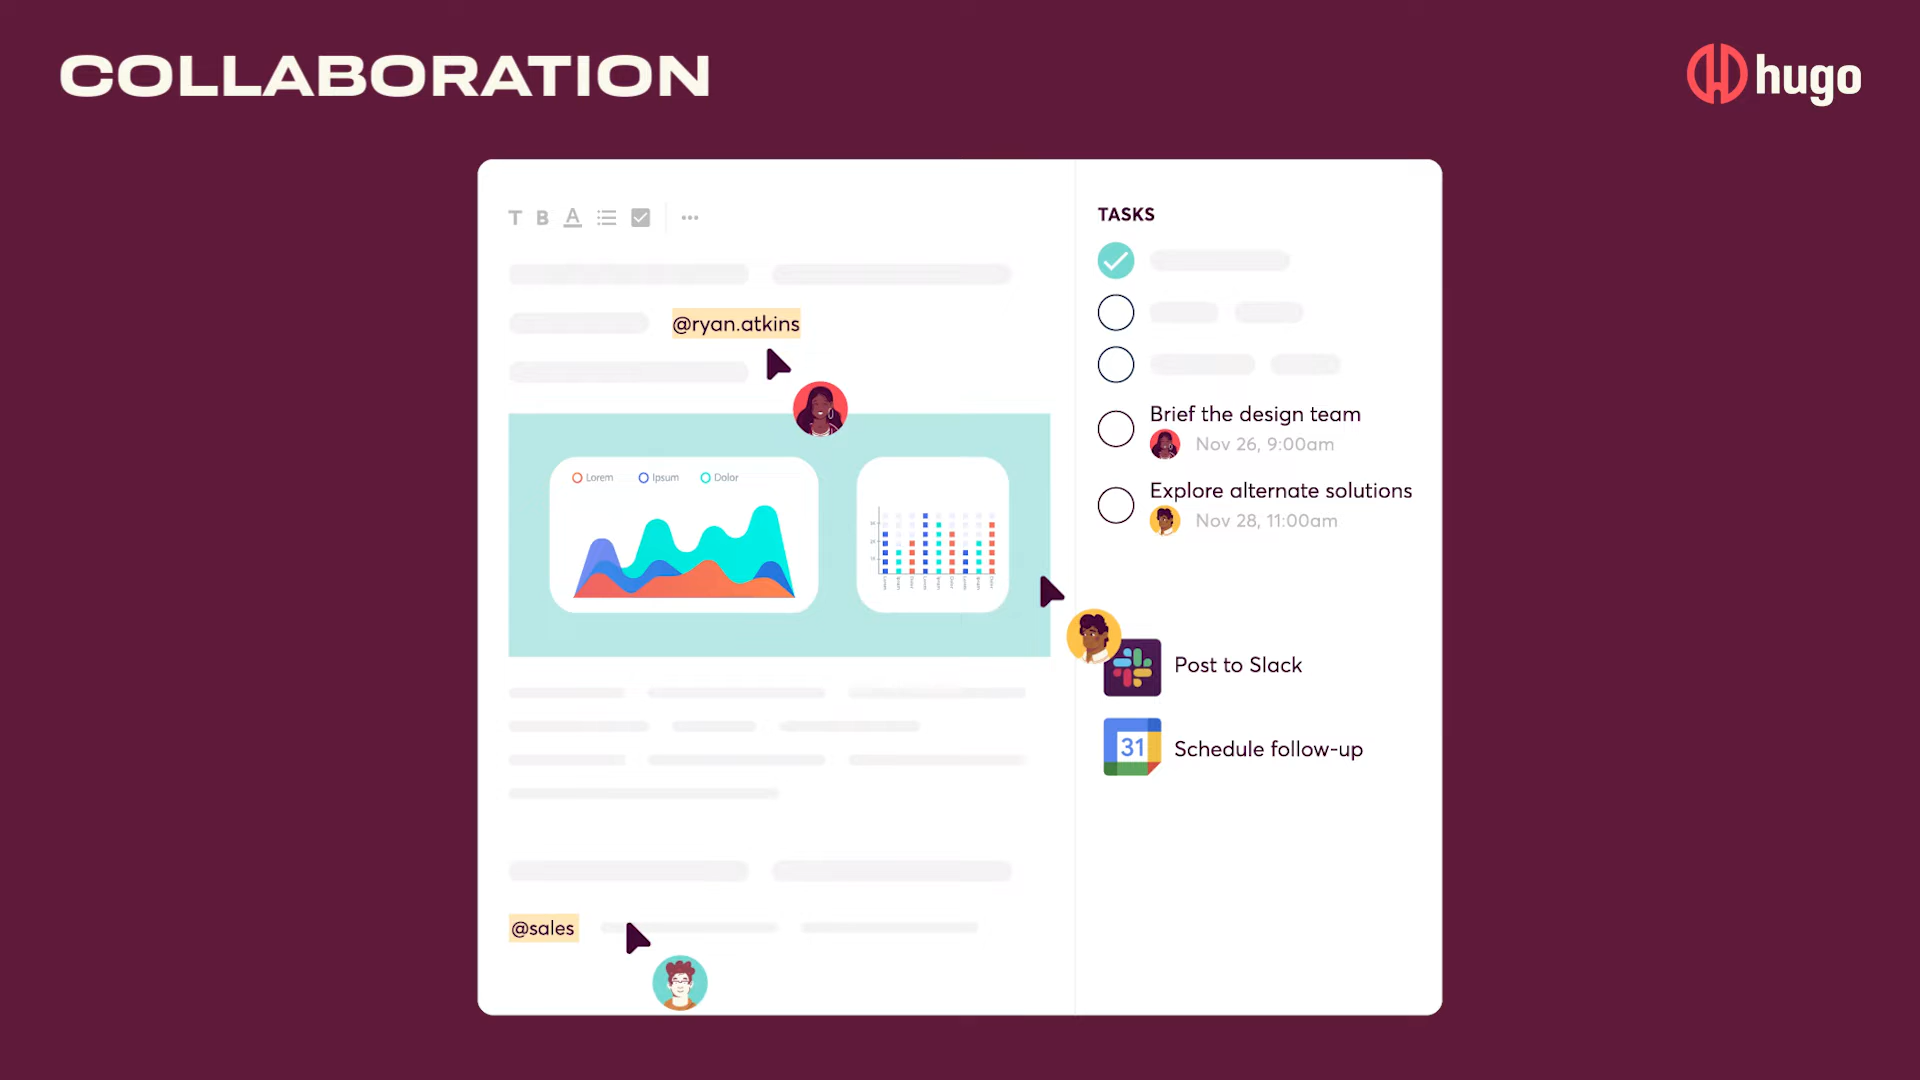 COLLABORATION
hugo
T B A
TASKS
@ryan.atkins
Brief the design team
Nov 26, 9:00am
Lorem Ipsum Dolor
Explore alternate solutions
Nov 28, 11:00am
Post to Slack
31 Schedule follow-up
@sales